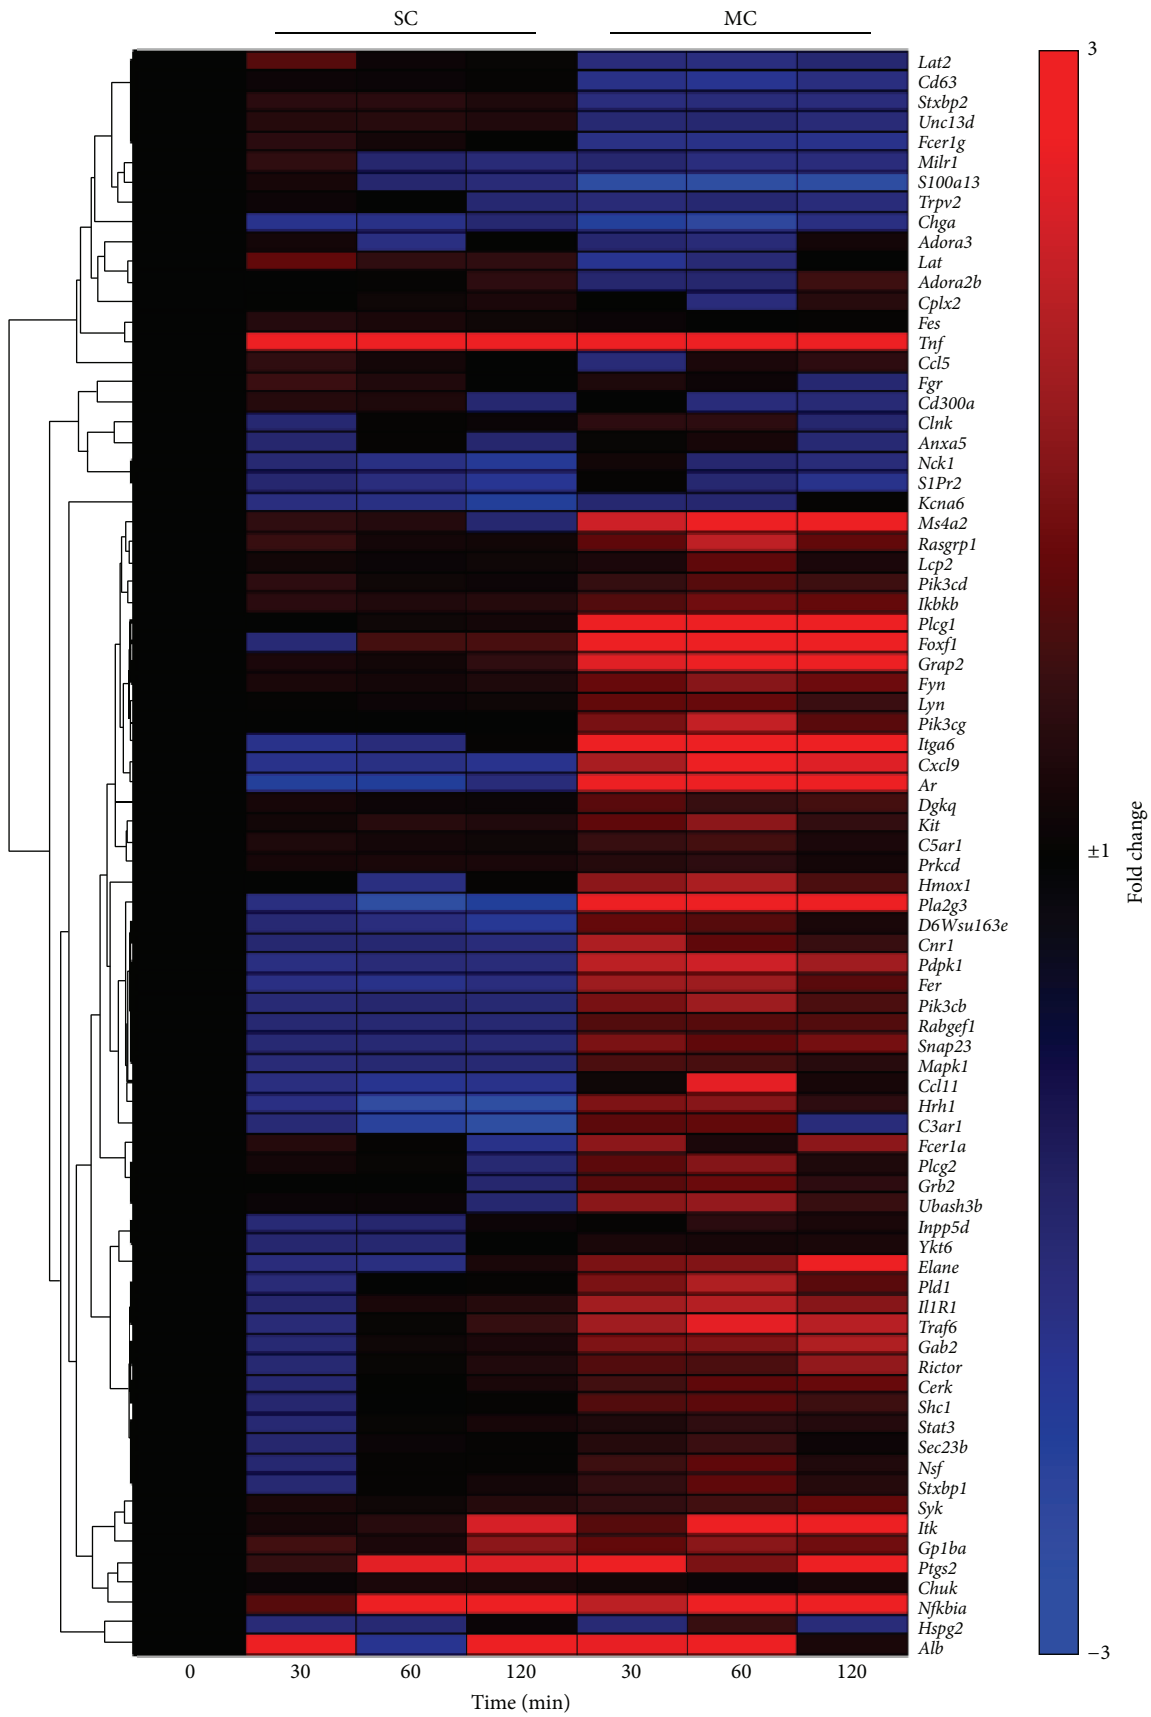 SC MC
3
Lat2
Cd63
Stxbp2
Unc13d
Fcer1g
Milr1
S100a13
Trpv2
Chga
Adora3
Lat
Adora2b
Cplx2
Fes
Tnf
Ccl5
Fgr
Cd300a
Clnk
Anxa5
Nck1
S1Pr2
Kcna6
Ms4a2
Rasgrp1
Lcp2
Pik3cd
Ikbkb
Plcg1
Foxf1
Grap2
Fyn
Lyn
Pik3cg
Itga6
Cxcl9
Ar
Dgkq
Kit
C5ar1
Prkcd
Hmox1
Pla2g3
D6Wsu163e
Cnr1
Pdpk1
Fer
Pik3cb
Rabgef1
Snap23
Mapk1
Ccl11
Hrh1
C3ar1
Fcer1a
Plcg2
Grb2
Ubash3b
Inpp5d
Ykt6
Elane
Pld1
Il1R1
Traf6
Gab2
Rictor
Cerk
Shc1
Stat3
Sec23b
Nsf
Stxbp1
Syk
Itk
Gp1ba
Ptgs2
Chuk
Nfkbia
Hspg2
Alb
±1
Fold change
−3
0 30 60 120 30 60 120
Time (min)